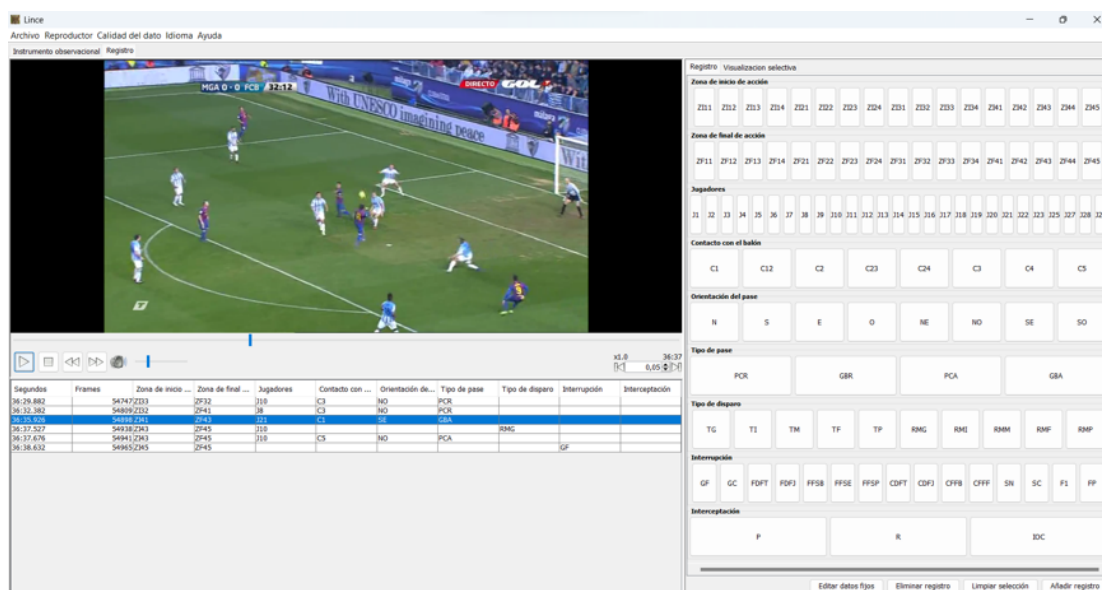 Lince
Archivo Reproductor Calidad del dato Idioma Ayuda
Instrumento observacional Registro
MGA 0 - 0 FCB 32:12
DIRECTO GOL
With UNESCO imagining peace
Wit
x1.0 36:37
0,05
Segundos Frames Zona de inicio ... Zona de final ... Jugadores Contacto con ... Orientación de... Tipo de pase Tipo de disparo Interrupción Interceptación
36:29.882 54747 ZI33 ZF32 J10 C3 NO PCR
36:32.382 54809 ZI32 ZF41 J8 C3 NO PCR
36:35.926 54898 ZI41 ZF43 J21 C1 SE GBA
36:37.527 54938 ZI43 ZF45 J10 RMG
36:37.676 54941 ZI43 ZF45 J10 C5 NO PCA
36:38.632 54965 ZI45 ZF45 GF
Registro Visualizacion selectiva
Zona de inicio de acción
ZI11 ZI12 ZI13 ZI14 ZI21 ZI22 ZI23 ZI24 ZI31 ZI32 ZI33 ZI34 ZI41 ZI42 ZI43 ZI44 ZI45
Zona de final de acción
ZF11 ZF12 ZF13 ZF14 ZF21 ZF22 ZF23 ZF24 ZF31 ZF32 ZF33 ZF34 ZF41 ZF42 ZF43 ZF44 ZF45
Jugadores
J1 J2 J3 J4 J5 J6 J7 J8 J9 J10 J11 J12 J13 J14 J15 J16 J17 J18 J19 J20 J21 J22 J23 J25 J27 J28
Contacto con el balón
C1 C12 C2 C23 C24 C3 C4 C5
Orientación del pase
N S E O NE NO SE SO
Tipo de pase
PCR GBR PCA GBA
Tipo de disparo
TG TI TM TF TP RMG RMI RMM RMF RMP
Interrupción
GF GC FDFT FDFJ FFSB FFSE FFSP CDFT CDFJ CFFB CFFF SN SC F1 FP
Interceptación
P R IOC
Editar datos fijos Eliminar registro Limpiar selección Añadir registro